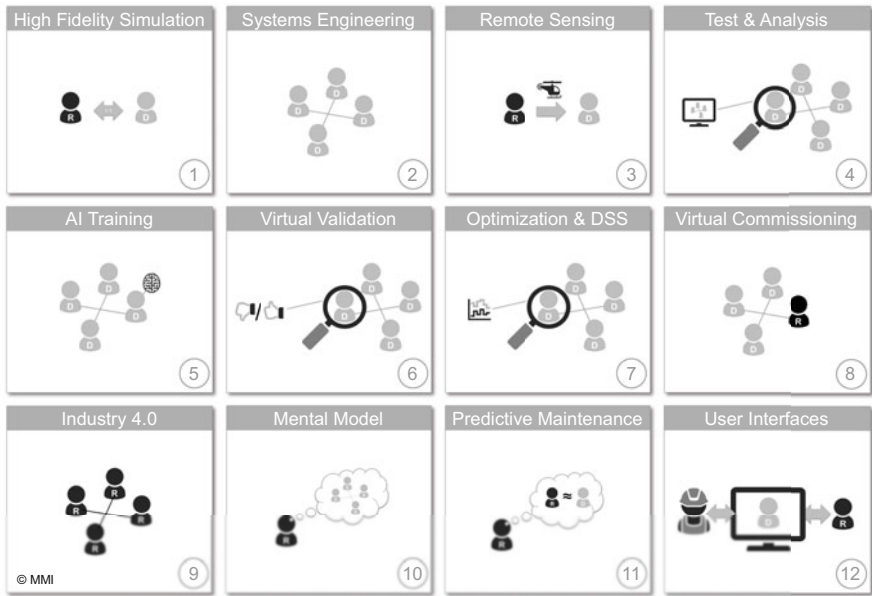 High Fidelity Simulation
R
D
1
Systems Engineering
D
D
D
D
2
Remote Sensing
R
D
3
Test & Analysis
D
D
D
D
4
AI Training
D
D
D
D
5
Virtual Validation
D
D
D
D
6
Optimization & DSS
D
D
D
D
7
Virtual Commissioning
D
D
R
D
8
Industry 4.0
R
R
R
R
9
© MMI
Mental Model
D
D
D
D
R
10
Predictive Maintenance
R ≈ D
R
11
User Interfaces
D
R
12